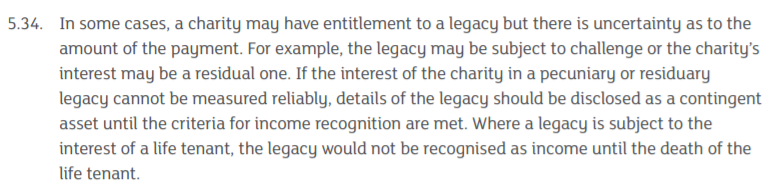 5.34. In some cases, a charity may have entitlement to a legacy but there is uncertainty as to the
amount of the payment. For example, the legacy may be subject to challenge or the charity's
interest may be a residual one. If the interest of the charity in a pecuniary or residuary
legacy cannot be measured reliably, details of the legacy should be disclosed as a contingent
asset until the criteria for income recognition are met. Where a legacy is subject to the
interest of a life tenant, the legacy would not be recognised as income until the death of the
life tenant.